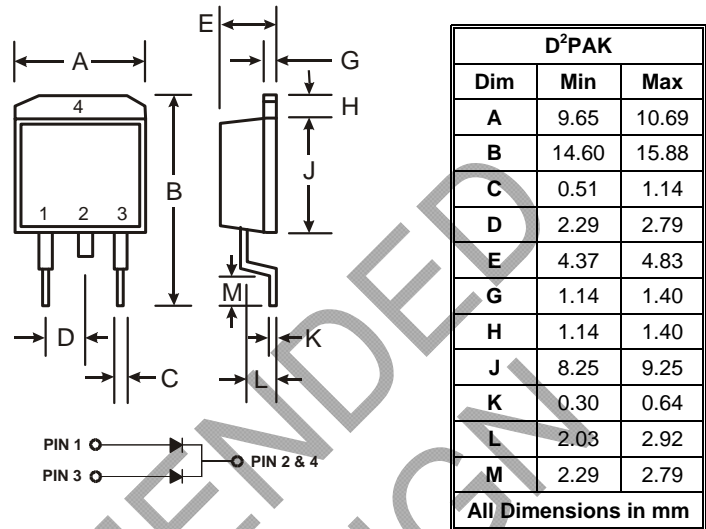 E
A
G
4
H
B
J
1 2 3
M
D
K
C
L
PIN 1
PIN 2 & 4
PIN 3
D²PAK
Dim Min Max
A 9.65 10.69
B 14.60 15.88
C 0.51 1.14
D 2.29 2.79
E 4.37 4.83
G 1.14 1.40
H 1.14 1.40
J 8.25 9.25
K 0.30 0.64
L 2.03 2.92
M 2.29 2.79
All Dimensions in mm
ENDED
IGN